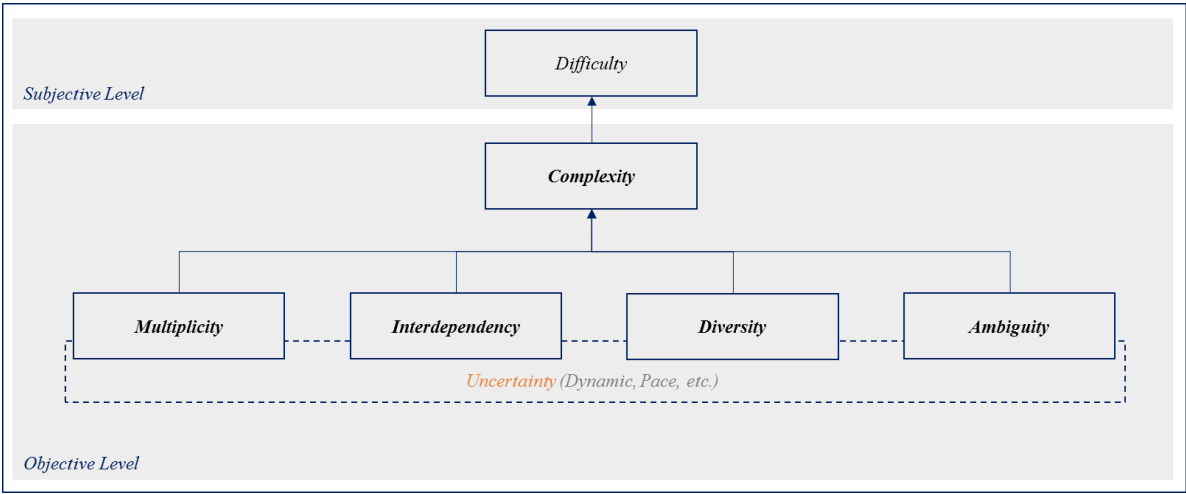 Difficulty
Subjective Level
Complexity
Multiplicity
Interdependency
Diversity
Ambiguity
Uncertainty (Dynamic, Pace, etc.)
Objective Level